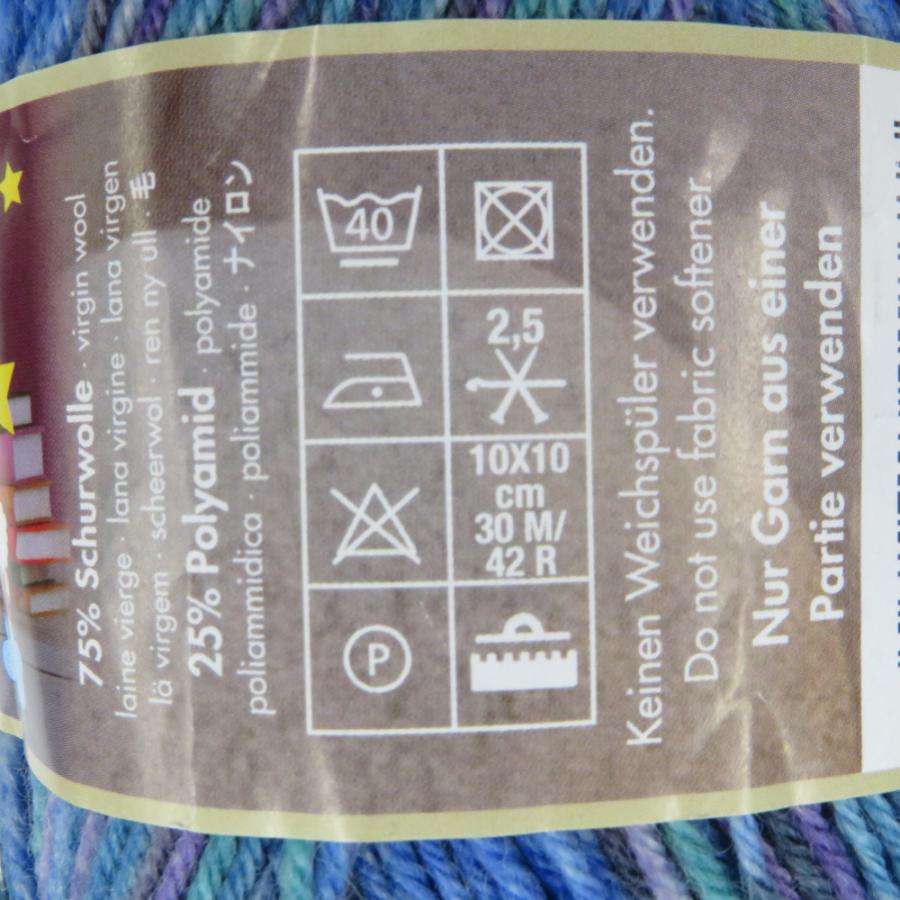 75% Schurwolle · virgin wool
laine vierge · lana virgine · lana virgen
lã virgem · scheerwol · ren ny ull · 毛
25% Polyamid · polyamide
poliammidica · poliammide · ナイロン
40
2,5
10X10
cm
30 M/
42 R
P
Keinen Weichspüler verwenden.
Do not use fabric softener.
Nur Garn aus einer
Partie verwenden